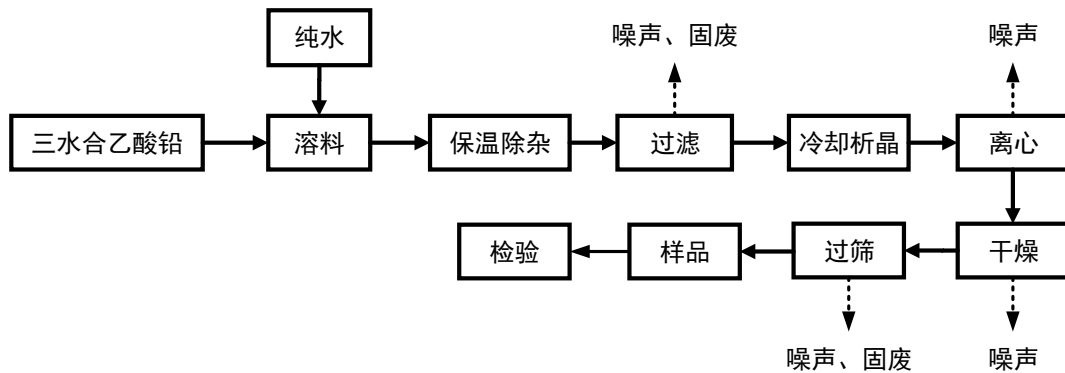 纯水
噪声、固废
噪声
三水合乙酸铅
溶料
保温除杂
过滤
冷却析晶
离心
检验
样品
过筛
干燥
噪声、固废
噪声